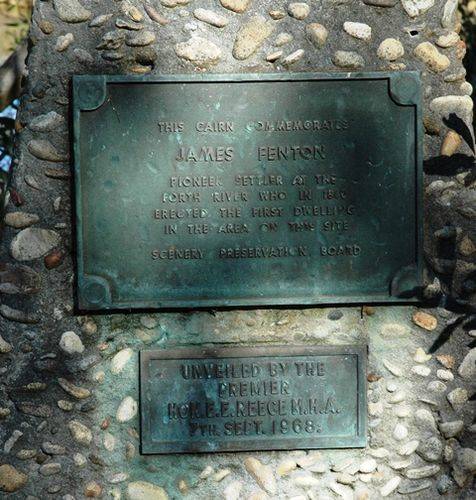 THIS CAIRN COMMEMORATES
JAMES FENTON
PIONEER SETTLER AT THE
FORTH RIVER WHO IN 1840
ERECTED THE FIRST DWELLING
IN THE AREA ON THIS SITE
SCENERY PRESERVATION BOARD
UNVEILED BY THE
PREMIER
HON. E.E. REECE M.H.A.
7TH. SEPT. 1968.